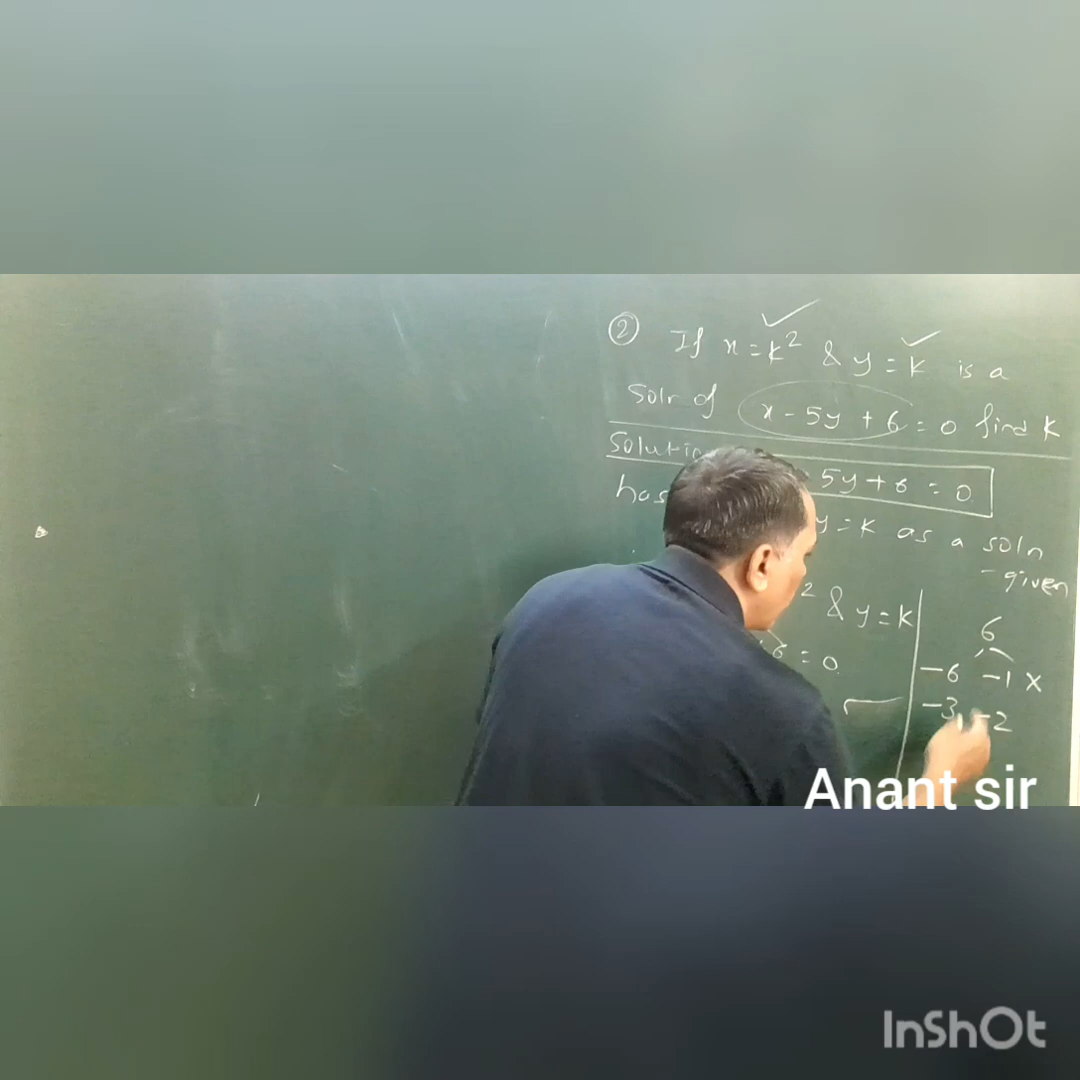 ② If x = k² & y = k is a
Soln of x - 5y + 6 = 0 find k
Solutio
has 5y + 6 = 0
y = k as a soln
- given
² & y = k
6 = 0
6
-6 -1 ×
-3, -2
Anant sir
InShOt